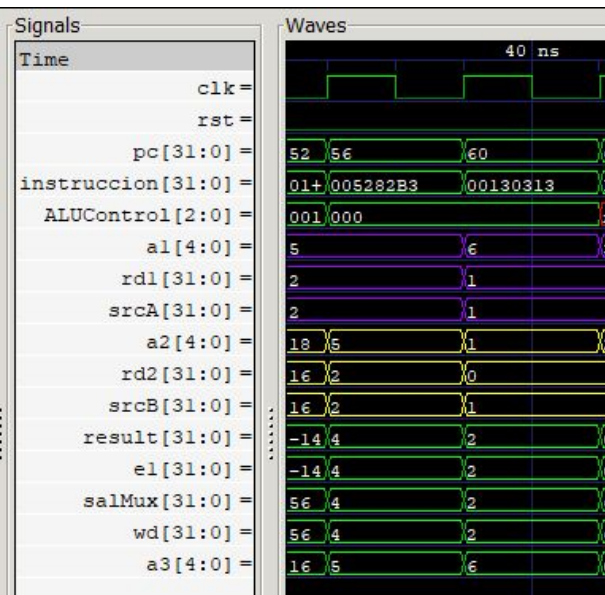 Signals
Waves
Time
40 ns
clk =
rst =
pc[31:0] = 52 56 60
instruccion[31:0] = 01+ 005282B3 00130313
ALUControl[2:0] = 001 000
a1[4:0] = 5 6
rd1[31:0] = 2 1
srcA[31:0] = 2 1
a2[4:0] = 18 5 1
rd2[31:0] = 16 2 0
srcB[31:0] = 16 2 1
result[31:0] = -14 4 2
e1[31:0] = -14 4 2
salMux[31:0] = 56 4 2
wd[31:0] = 56 4 2
a3[4:0] = 16 5 6